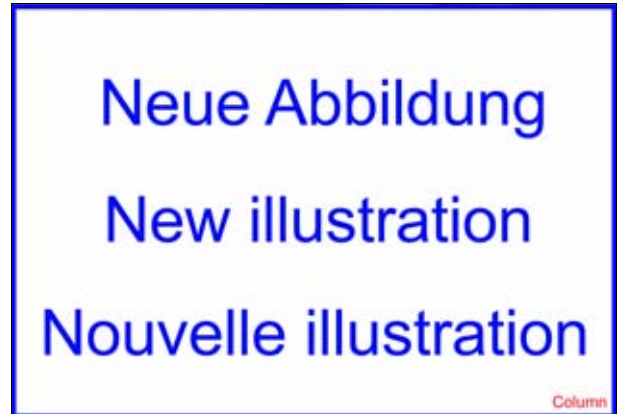 Neue Abbildung
New illustration
Nouvelle illustration
Column